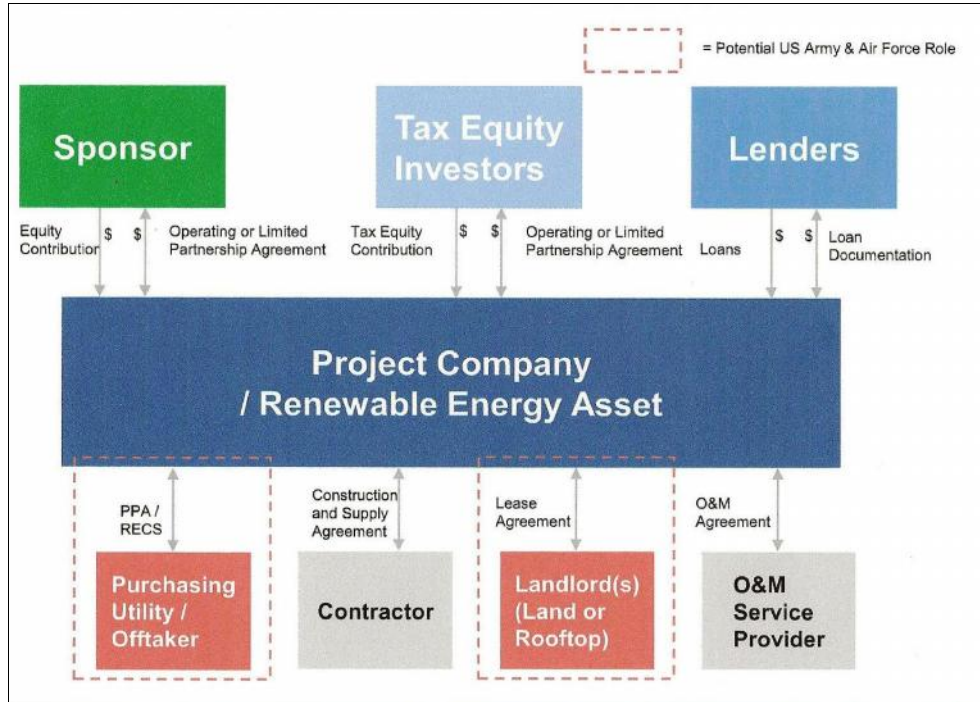 = Potential US Army & Air Force Role
Sponsor
Tax Equity
Investors
Lenders
Equity
Contribution
$ $
Operating or Limited
Partnership Agreement
Tax Equity
Contribution
$ $
Operating or Limited
Partnership Agreement
Loans
$ $
Loan
Documentation
Project Company
/ Renewable Energy Asset
PPA /
RECS
Construction
and Supply
Agreement
Lease
Agreement
O&M
Agreement
Purchasing
Utility /
Offtaker
Contractor
Landlord(s)
(Land or
Rooftop)
O&M
Service
Provider